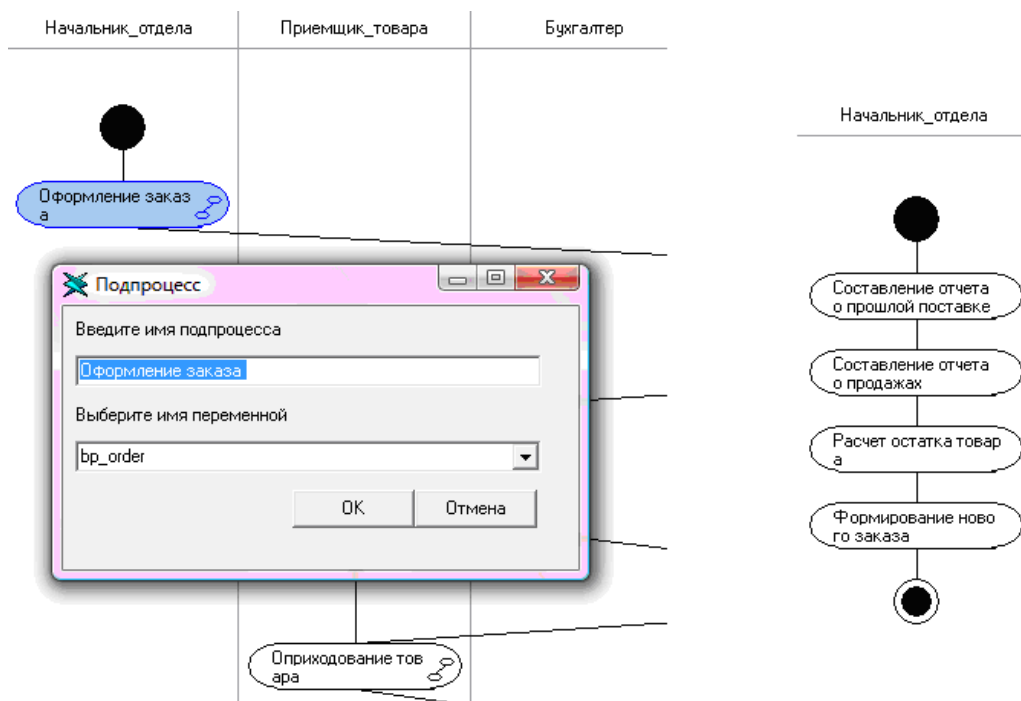 Начальник_отдела
Приемщик_товара
Бухгалтер
Оформление заказ
а
Подпроцесс
Введите имя подпроцесса
Оформление заказа
Выберите имя переменной
bp_order
OK
Отмена
Оприходование тов
ара
Начальник_отдела
Составление отчета
о прошлой поставке
Составление отчета
о продажах
Расчет остатка товар
а
Формирование ново
го заказа